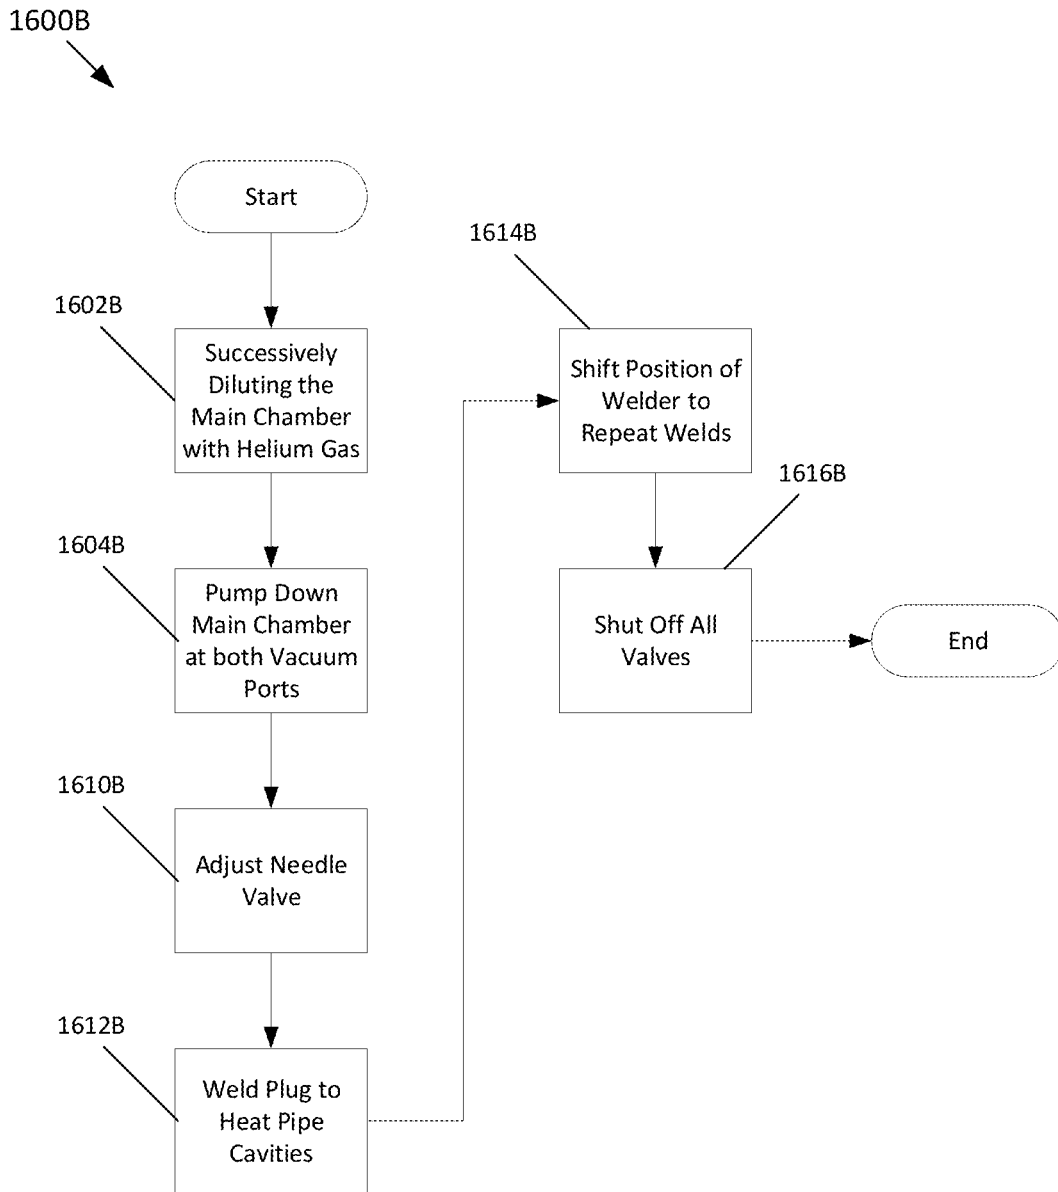 1600B
Start
1602B
Successively
Diluting the
Main Chamber
with Helium Gas
1604B
Pump Down
Main Chamber
at both Vacuum
Ports
1610B
Adjust Needle
Valve
1612B
Weld Plug to
Heat Pipe
Cavities
1614B
Shift Position of
Welder to
Repeat Welds
1616B
Shut Off All
Valves
End